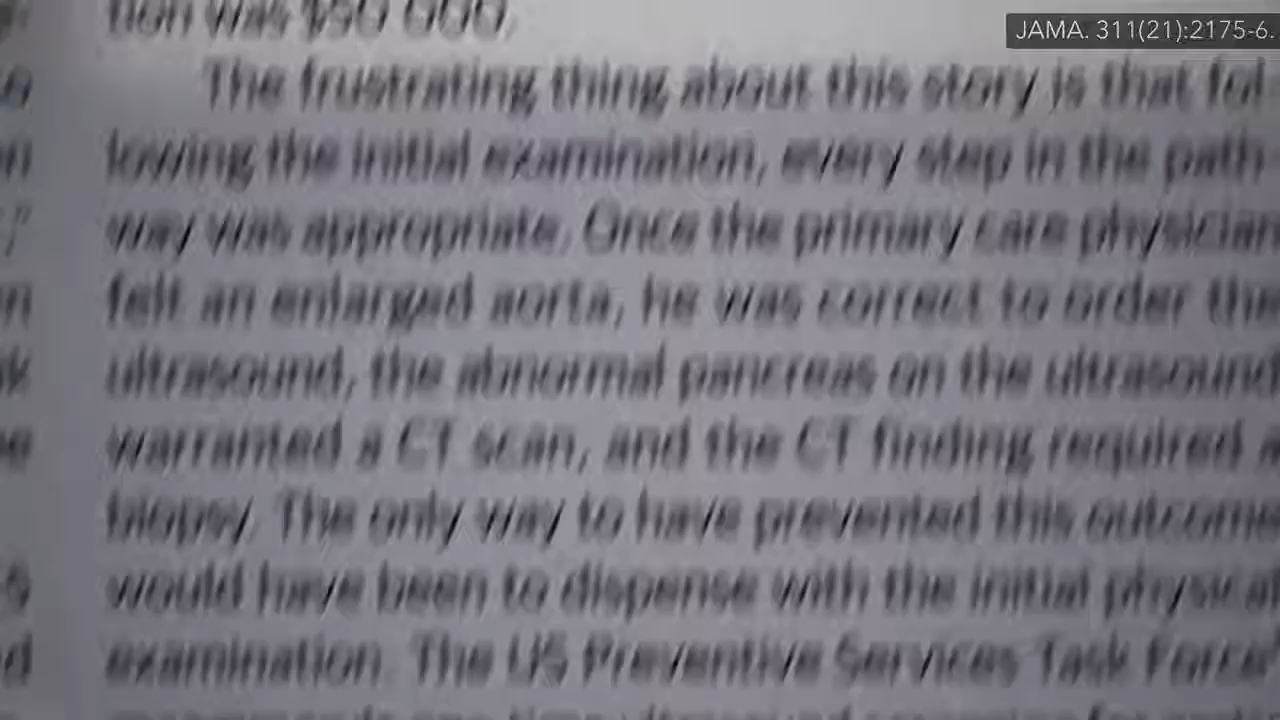 JAMA. 311(21):2175-6.
tion was $50 000.
The frustrating thing about this story is that fol-
lowing the initial examination, every step in the path-
way was appropriate. Once the primary care physician
felt an enlarged aorta, he was correct to order the
ultrasound, the abnormal pancreas on the ultrasound
warranted a CT scan, and the CT finding required a
biopsy. The only way to have prevented this outcome
would have been to dispense with the initial physical
examination. The US Preventive Services Task Force